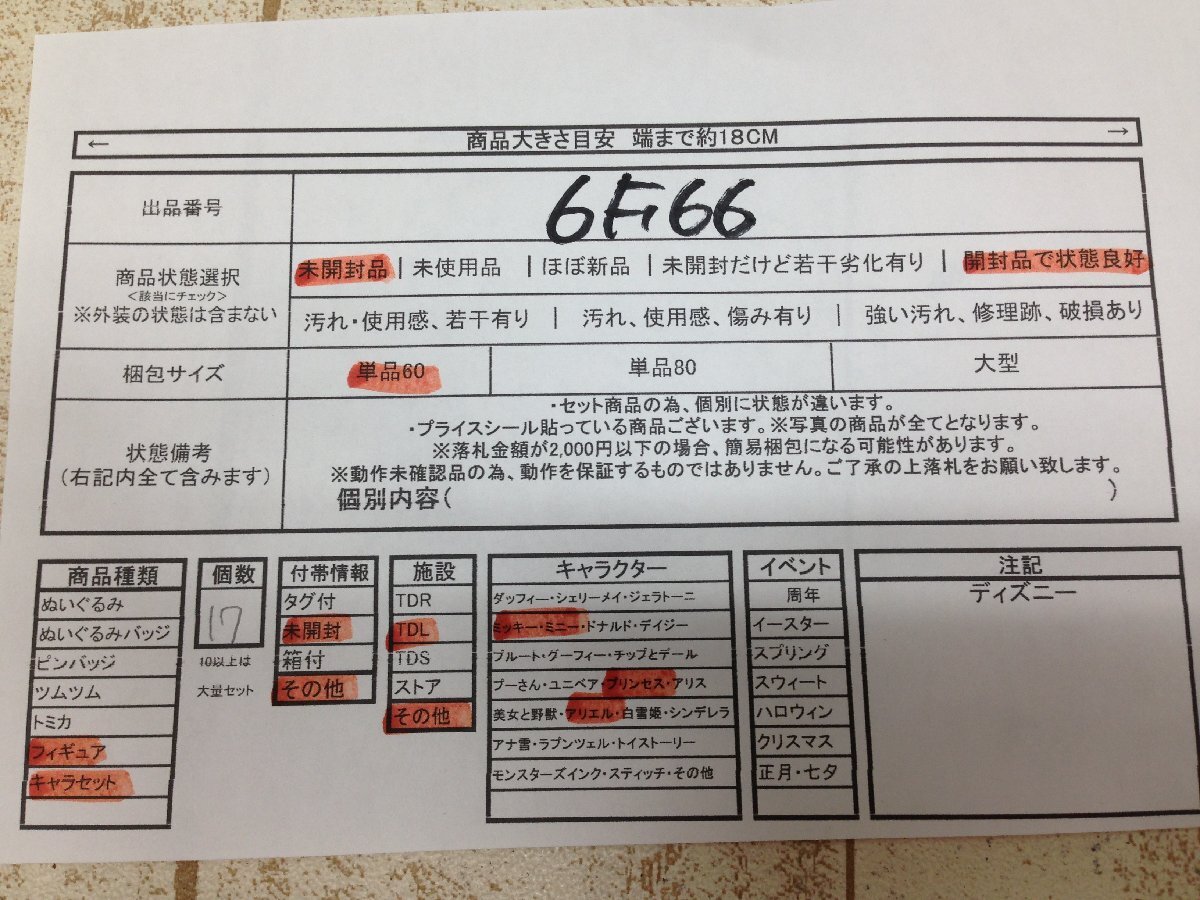 ← 商品大きさ目安 端まで約18CM →
出品番号
商品状態選択
<該当にチェック>
※外装の状態は含まない
未開封品 | 未使用品 | ほぼ新品 | 未開封だけど若干劣化有り | 開封品で状態良好
汚れ・使用感、若干有り | 汚れ、使用感、傷み有り | 強い汚れ、修理跡、破損あり
梱包サイズ 単品60 単品80 大型
状態備考
(右記内全て含みます)
・セット商品の為、個別に状態が違います。
・プライスシール貼っている商品ございます。※写真の商品が全てとなります。
※落札金額が2,000円以下の場合、簡易梱包になる可能性があります。
※動作未確認品の為、動作を保証するものではありません。ご了承の上落札をお願い致します。
個別内容( )
商品種類
ぬいぐるみ
ぬいぐるみバッジ
ピンバッジ
ツムツム
トミカ
フィギュア
キャラセット
個数
17
10以上は
大量セット
付帯情報
タグ付
未開封
箱付
その他
施設
TDR
TDL
TDS
ストア
その他
キャラクター
ダッフィー・シェリーメイ・ジェラトーニ
ミッキー・ミニー・ドナルド・デイジー
プルート・グーフィー・チップとデール
プーさん・ユニベア・プリンセス・アリス
美女と野獣・アリエル・白雪姫・シンデレラ
アナ雪・ラプンツェル・トイストーリー
モンスターズインク・スティッチ・その他
イベント
周年
イースター
スプリング
スウィート
ハロウィン
クリスマス
正月・七夕
注記
ディズニー